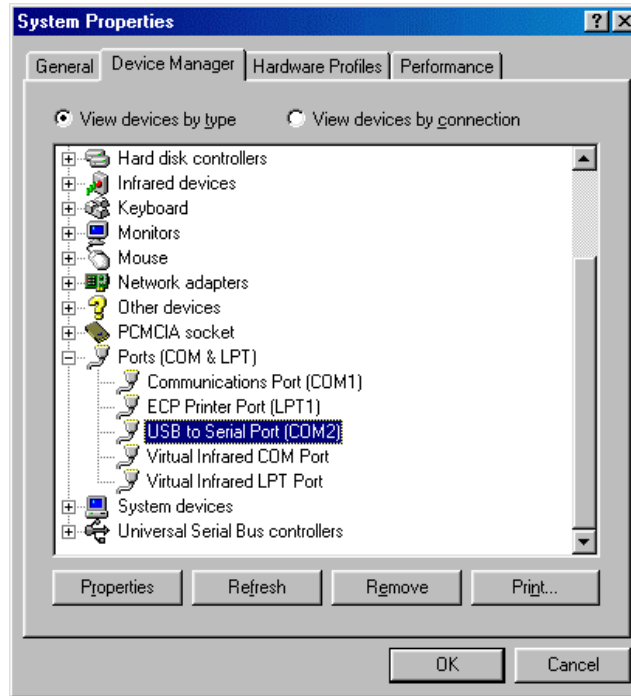 System Properties
General Device Manager Hardware Profiles Performance
View devices by type View devices by connection
Hard disk controllers
Infrared devices
Keyboard
Monitors
Mouse
Network adapters
Other devices
PCMCIA socket
Ports (COM & LPT)
Communications Port (COM1)
ECP Printer Port (LPT1)
USB to Serial Port (COM2)
Virtual Infrared COM Port
Virtual Infrared LPT Port
System devices
Universal Serial Bus controllers
Properties Refresh Remove Print...
OK Cancel